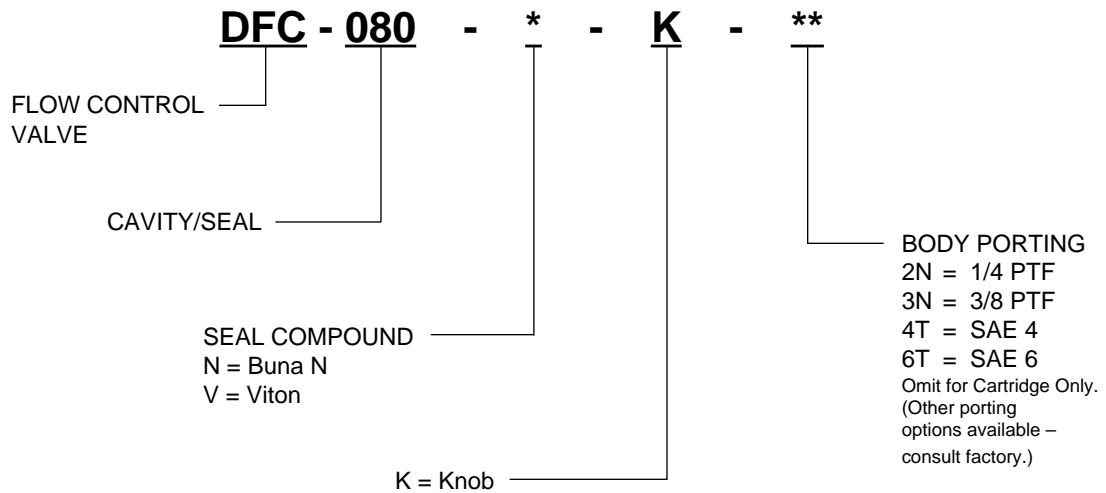 DFC - 080 - * - K - **
FLOW CONTROL
VALVE
CAVITY/SEAL
SEAL COMPOUND
N = Buna N
V = Viton
K = Knob
BODY PORTING
2N = 1/4 PTF
3N = 3/8 PTF
4T = SAE 4
6T = SAE 6
Omit for Cartridge Only.
(Other porting
options available –
consult factory.)